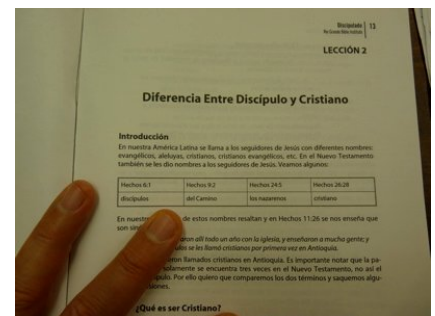 Discipulado | 13
LECCIÓN 2
Diferencia Entre Discípulo y Cristiano
Introducción
En nuestra América Latina se llama a los seguidores de Jesús con diferentes nombres:
evangélicos, aleluyas, cristianos, cristianos evangélicos, etc. En el Nuevo Testamento
también se les dio nombres a los seguidores de Jesús. Veamos algunos:
Hechos 6:1 Hechos 9:2 Hechos 24:5 Hechos 26:28
discípulos del Camino los nazarenos cristiano
En nuestro de estos nombres resaltan y en Hechos 11:26 se nos enseña que
son
allí todo un año con la iglesia, y enseñaron a mucha gente; y
se les llamó cristianos por primera vez en Antioquía.
llamados cristianos en Antioquía. Es importante notar que la pa-
solamente se encuentra tres veces en el Nuevo Testamento, no así el
Por ello quiero que comparemos los dos términos y saquemos algu-
¿Qué es ser Cristiano?